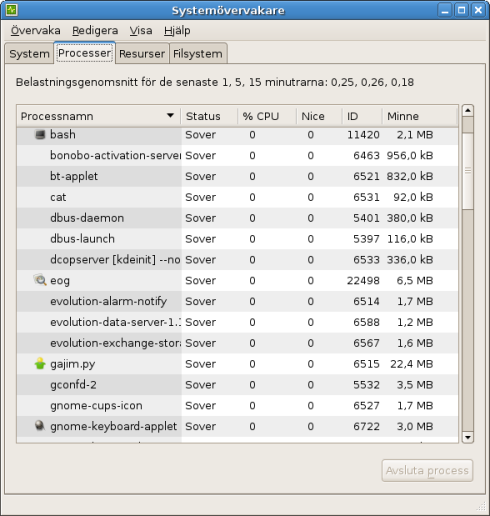 Systemövervakare
Övervaka Redigera Visa Hjälp
System Processer Resurser Filsystem
Belastningsgenomsnitt för de senaste 1, 5, 15 minutrarna: 0,25, 0,26, 0,18
Processnamn Status % CPU Nice ID Minne
bash Sover 0 0 11420 2,1 MB
bonobo-activation-server Sover 0 0 6463 956,0 kB
bt-applet Sover 0 0 6521 832,0 kB
cat Sover 0 0 6531 92,0 kB
dbus-daemon Sover 0 0 5401 380,0 kB
dbus-launch Sover 0 0 5397 116,0 kB
dcopserver [kdeinit] --no Sover 0 0 6533 336,0 kB
eog Sover 0 0 22498 6,5 MB
evolution-alarm-notify Sover 0 0 6514 1,7 MB
evolution-data-server-1. Sover 0 0 6588 1,2 MB
evolution-exchange-stora Sover 0 0 6567 1,6 MB
gajim.py Sover 0 0 6515 22,4 MB
gconfd-2 Sover 0 0 5532 3,5 MB
gnome-cups-icon Sover 0 0 6527 1,7 MB
gnome-keyboard-applet Sover 0 0 6722 3,0 MB
Avsluta process